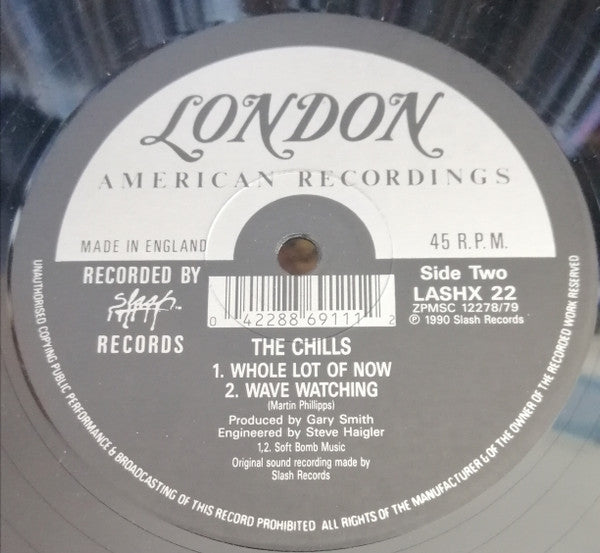 LONDON
AMERICAN RECORDINGS
MADE IN ENGLAND
45 R.P.M.
RECORDED BY
slash
RECORDS
0 42288 69111 2
Side Two
LASHX 22
ZPMSC 12278/79
℗ 1990 Slash Records
THE CHILLS
1. WHOLE LOT OF NOW
2. WAVE WATCHING
(Martin Phillipps)
Produced by Gary Smith
Engineered by Steve Haigler
1,2. Soft Bomb Music
Original sound recording made by
Slash Records
UNAUTHORISED COPYING PUBLIC PERFORMANCE & BROADCASTING OF THIS RECORD PROHIBITED ALL RIGHTS OF THE MANUFACTURER & OF THE OWNER OF THE RECORDED WORK RESERVED